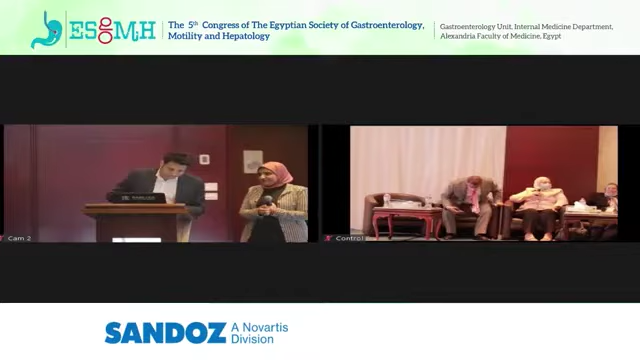 ESgMH
The 5th Congress of The Egyptian Society of Gastroenterology,
Motility and Hepatology
Gastroenterology Unit, Internal Medicine Department,
Alexandria Faculty of Medicine, Egypt
Cam 2
Control
SANDOZ A Novartis
Division